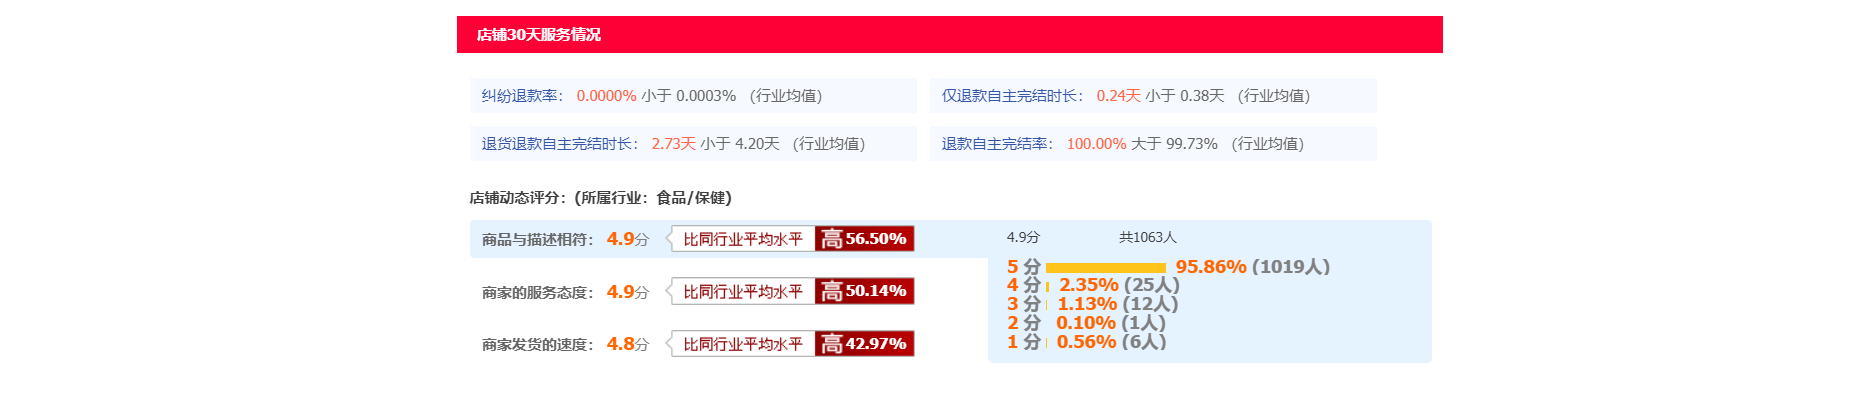 店铺30天服务情况
纠纷退款率： 0.0000% 小于 0.0003% (行业均值)
仅退款自主完结时长： 0.24天 小于 0.38天 (行业均值)
退货退款自主完结时长： 2.73天 小于 4.20天 (行业均值)
退款自主完结率： 100.00% 大于 99.73% (行业均值)
店铺动态评分：(所属行业：食品/保健)
商品与描述相符： 4.9分 比同行业平均水平 高 56.50%
商家的服务态度： 4.9分 比同行业平均水平 高 50.14%
商家发货的速度： 4.8分 比同行业平均水平 高 42.97%
4.9分 共1063人
5 分 95.86% (1019人)
4 分 2.35% (25人)
3 分 1.13% (12人)
2 分 0.10% (1人)
1 分 0.56% (6人)